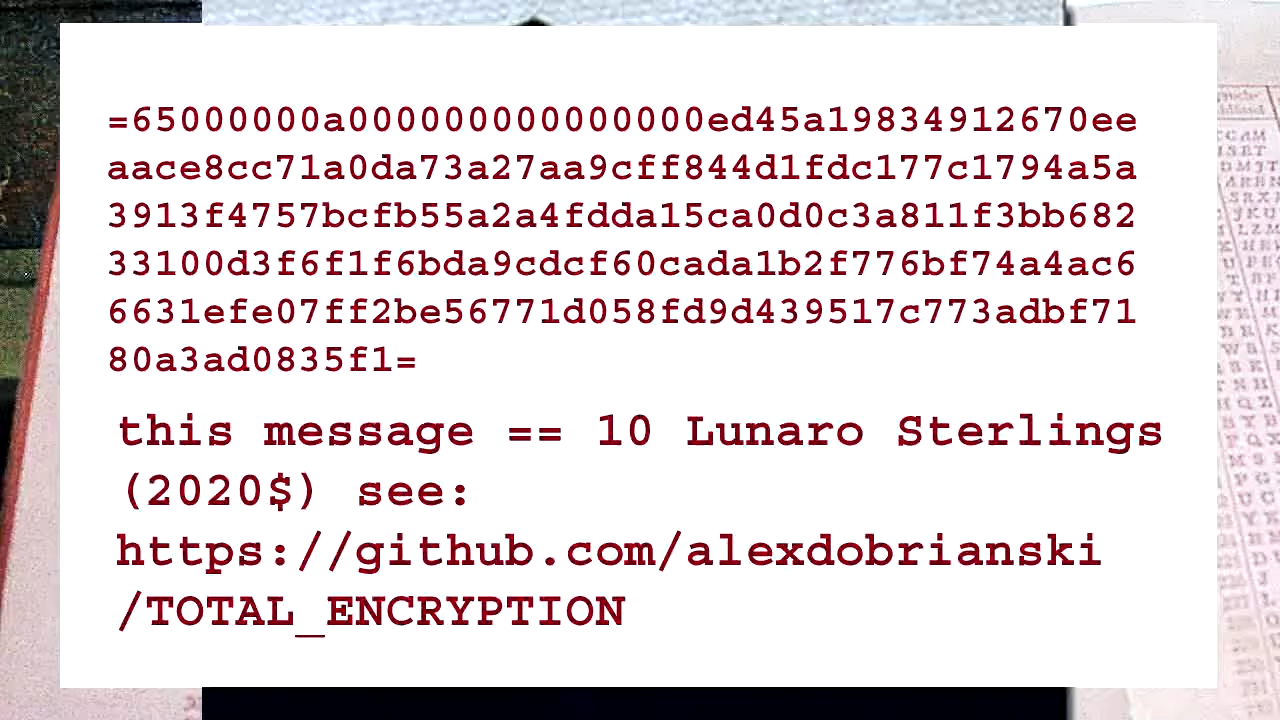 =65000000a000000000000000ed45a19834912670ee
aace8cc71a0da73a27aa9cff844d1fdc177c1794a5a
3913f4757bcfb55a2a4fdda15ca0d0c3a811f3bb682
33100d3f6f1f6bda9cdcf60cada1b2f776bf74a4ac6
6631efe07ff2be56771d058fd9d439517c773adbf71
80a3ad0835f1=
this message == 10 Lunaro Sterlings
(2020$) see:
https://github.com/alexdobrianski
/TOTAL_ENCRYPTION